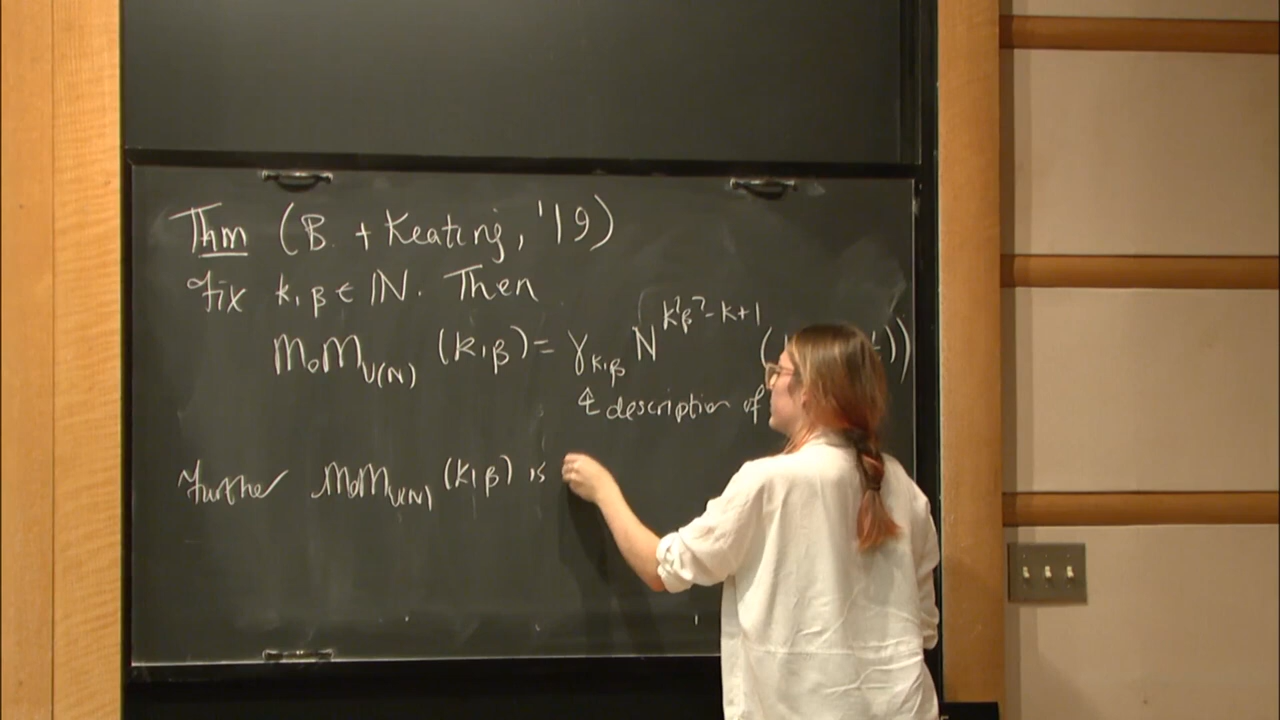 Thm (B. + Keating, '19)
Fix k, β ∈ ℕ. Then
MoM_{U(N)} (k, β) = γ_{k,β} N^{k²β²-k+1} ( ))
↑ description of
Further MoM_{U(N)} (k, β) is